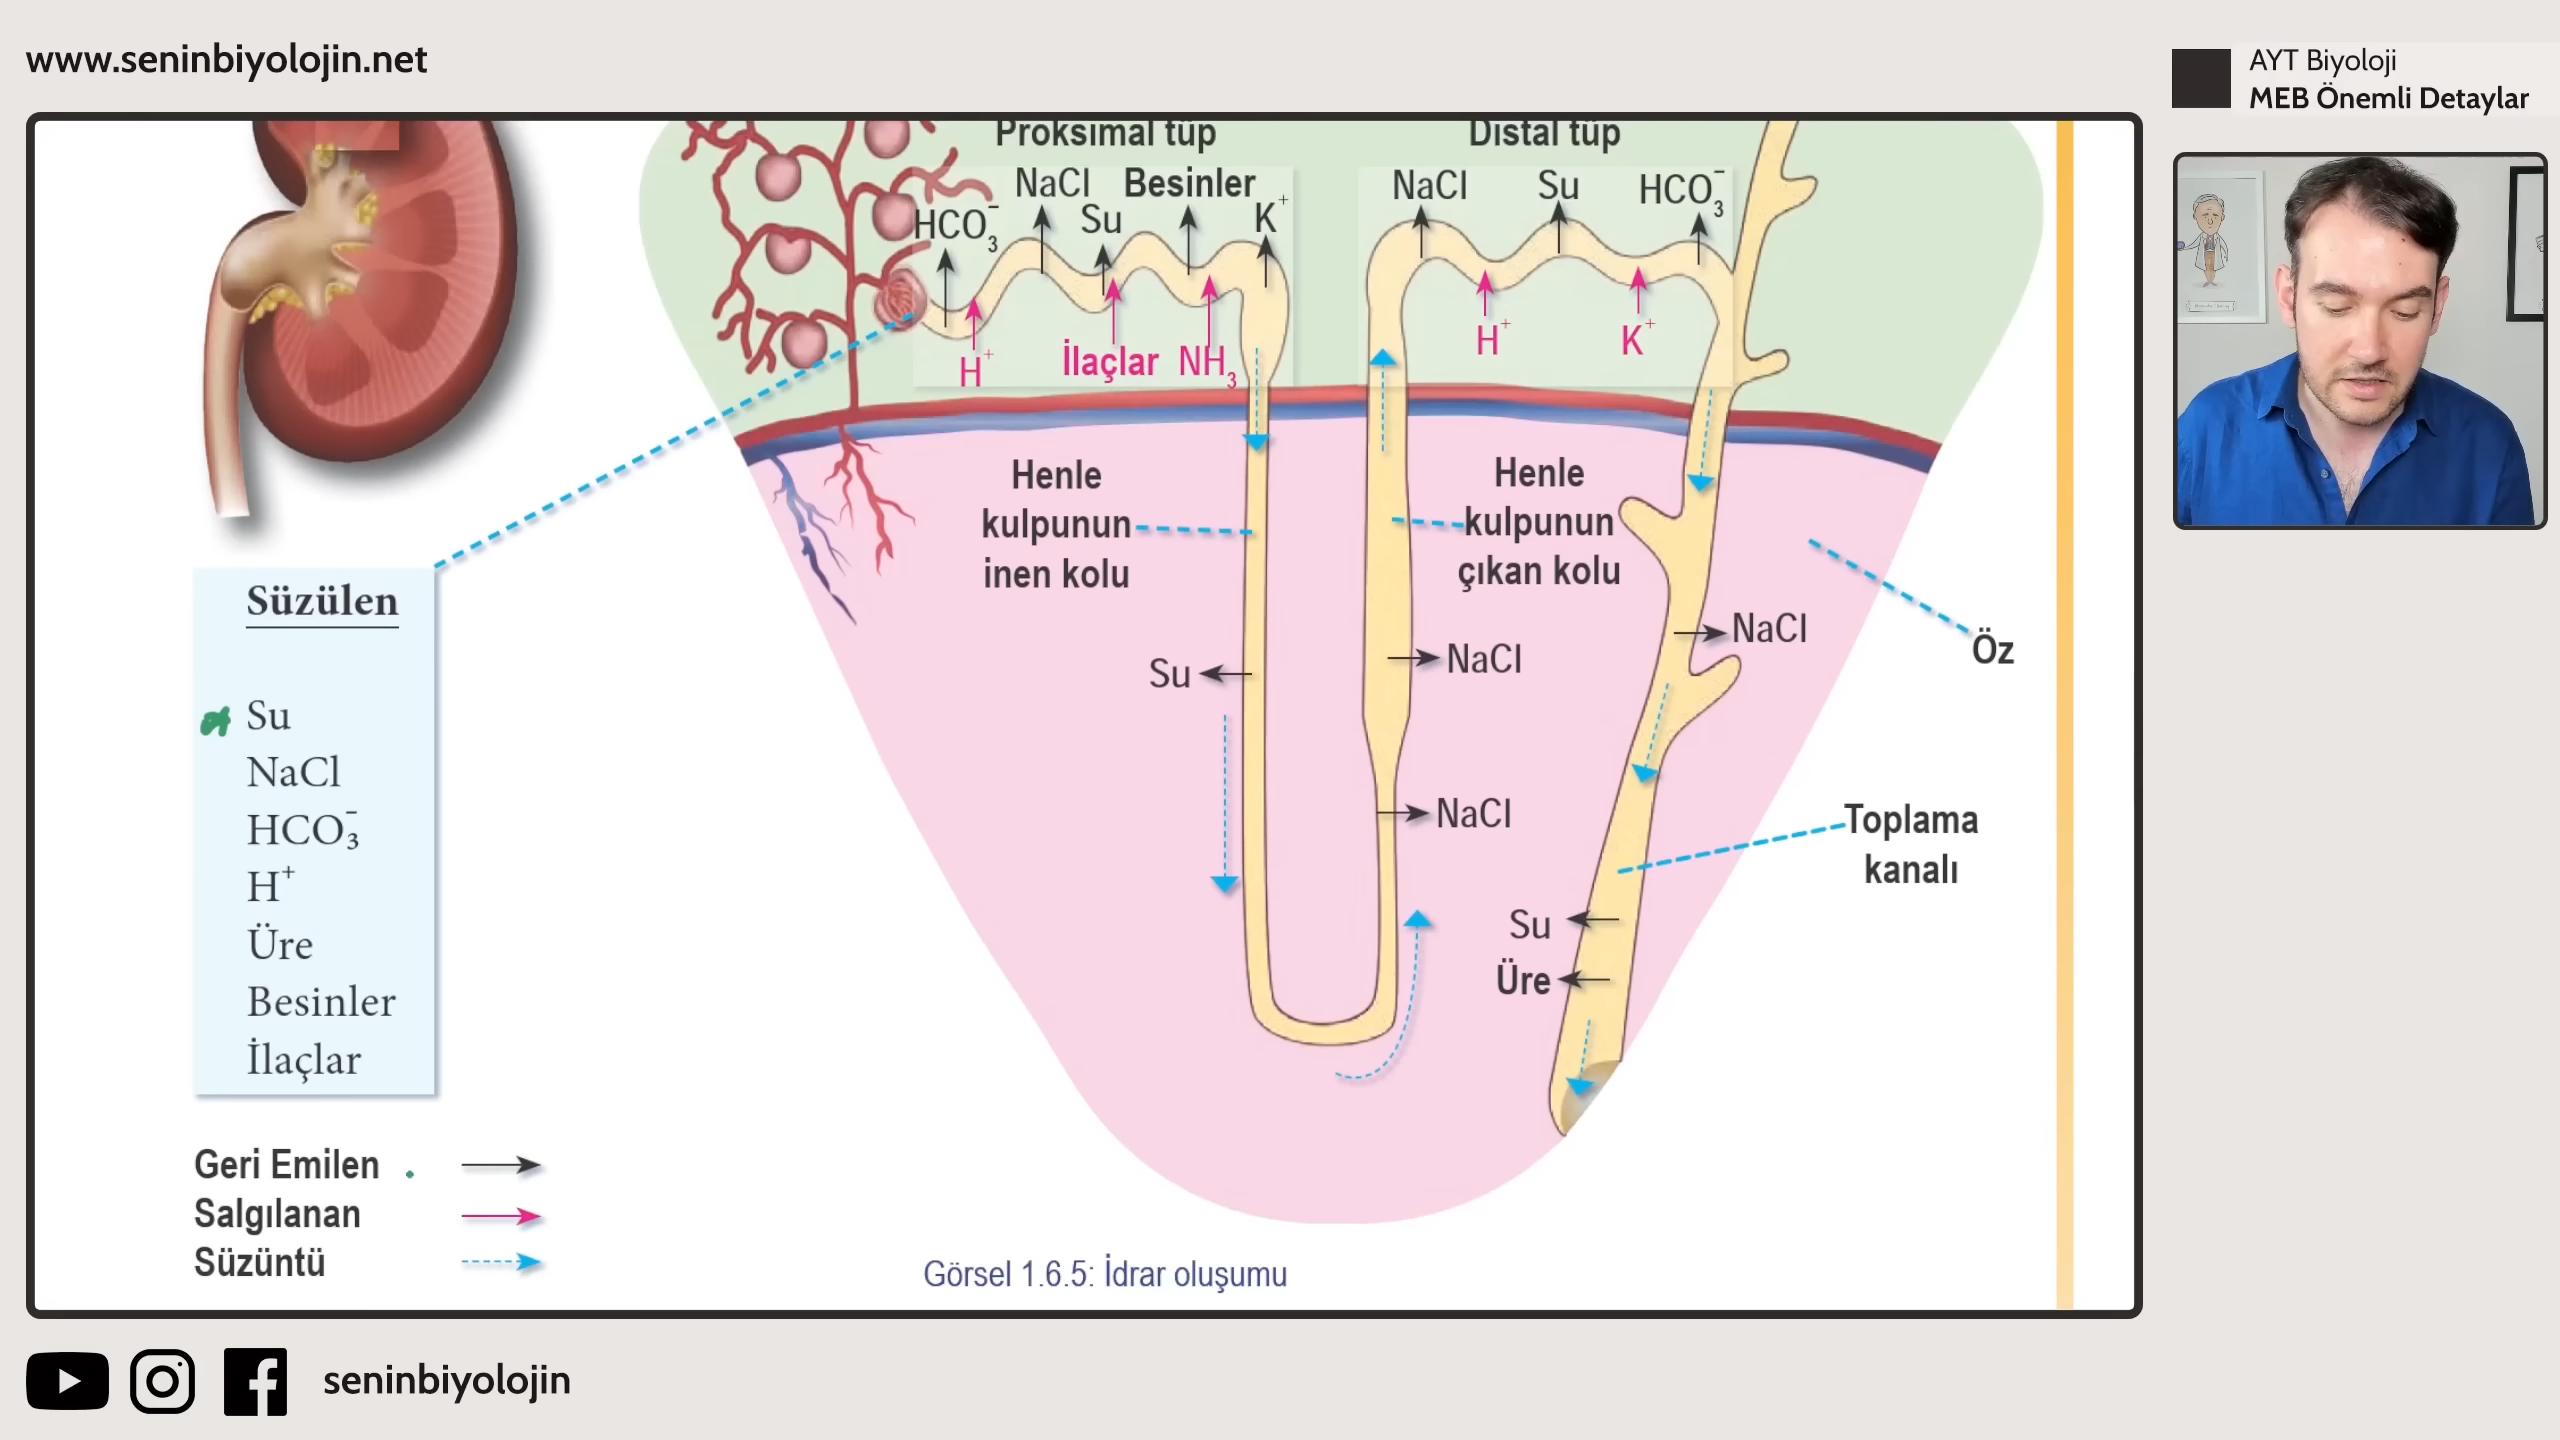 www.seninbiyolojin.net
AYT Biyoloji
MEB Önemli Detaylar
Proksimal tüp
Distal tüp
HCO₃⁻
NaCl
Su
Besinler
K⁺
H⁺
İlaçlar
NH₃
NaCl
Su
HCO₃⁻
H⁺
K⁺
Henle
kulpunun
inen kolu
Henle
kulpunun
çıkan kolu
Su
NaCl
NaCl
NaCl
Öz
Toplama
kanalı
Su
Üre
Süzülen
Su
NaCl
HCO₃⁻
H⁺
Üre
Besinler
İlaçlar
Geri Emilen
Salgılanan
Süzüntü
Görsel 1.6.5: İdrar oluşumu
seninbiyolojin